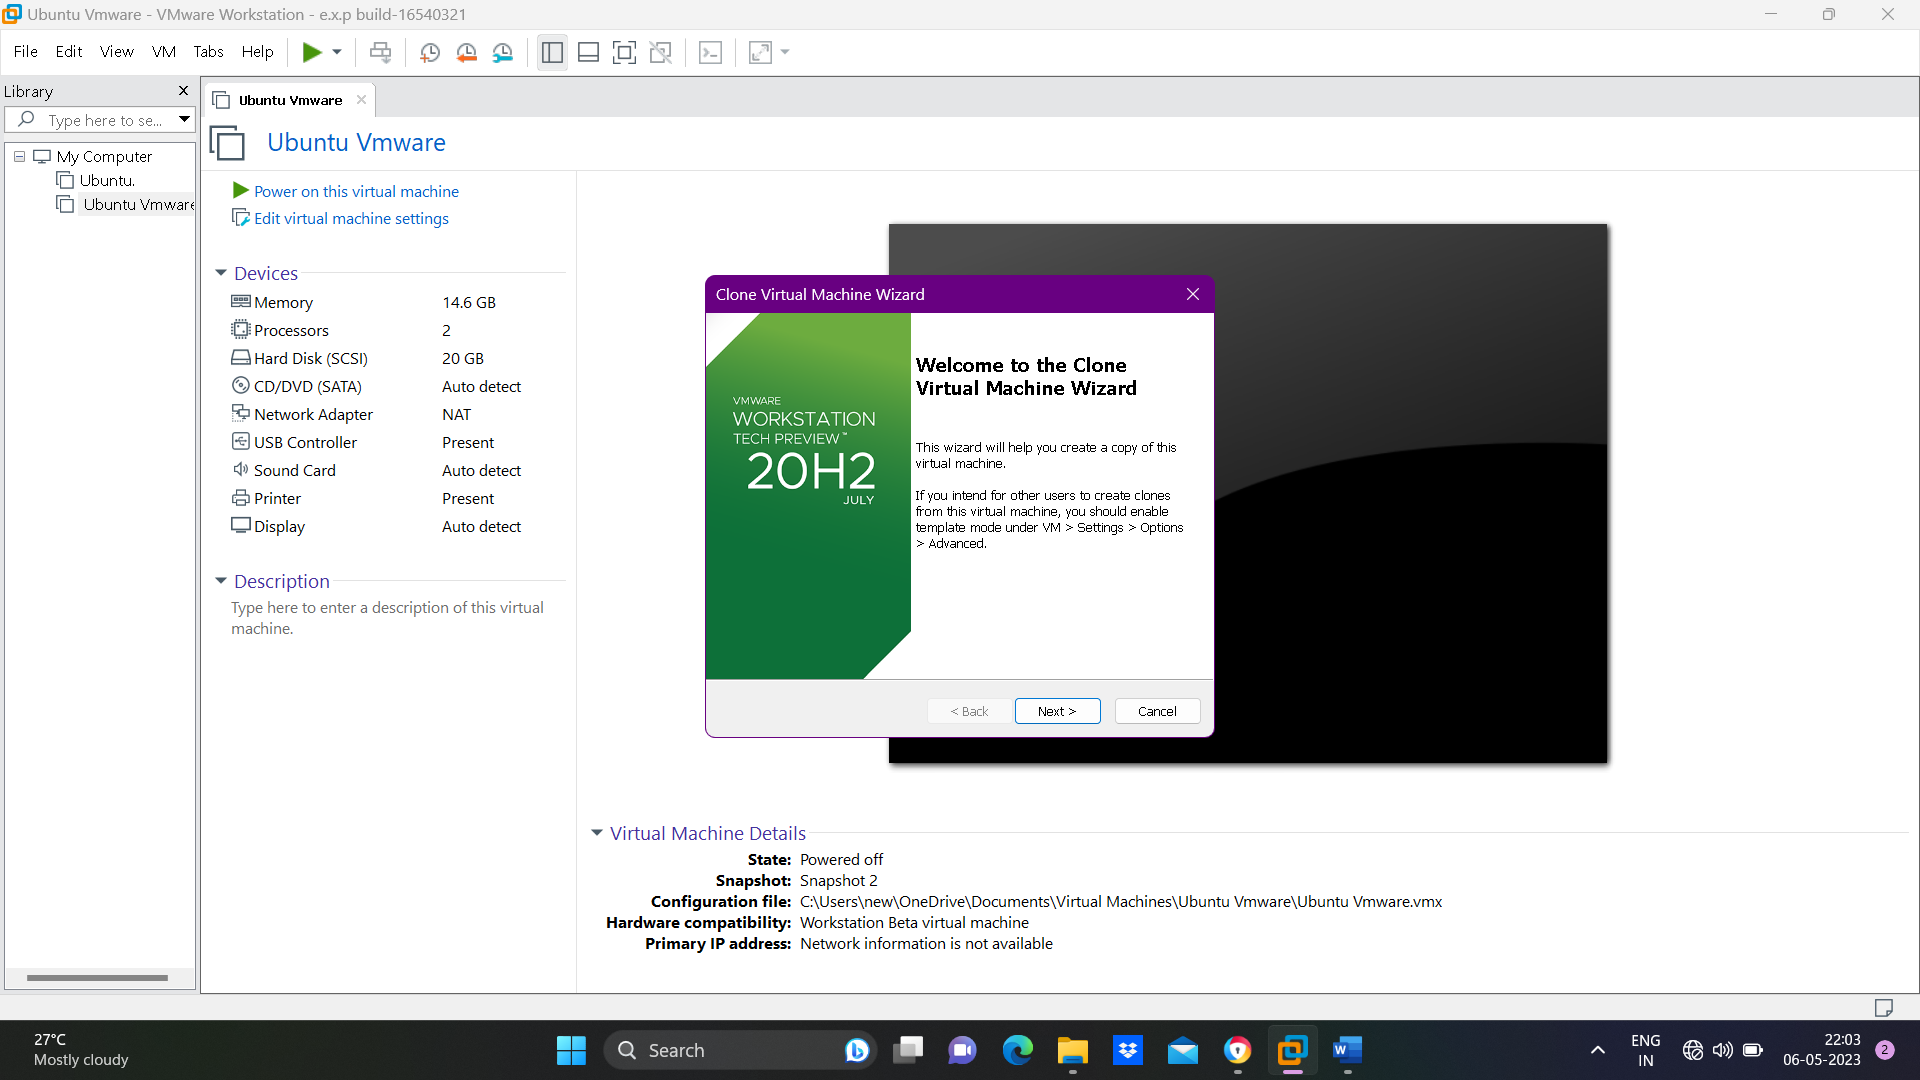 Ubuntu Vmware - VMware Workstation - e.x.p build-16540321
File Edit View VM Tabs Help
Library
Type here to se...
My Computer
Ubuntu.
Ubuntu Vmware
Ubuntu Vmware
Ubuntu Vmware
Power on this virtual machine
Edit virtual machine settings
Devices
Memory 14.6 GB
Processors 2
Hard Disk (SCSI) 20 GB
CD/DVD (SATA) Auto detect
Network Adapter NAT
USB Controller Present
Sound Card Auto detect
Printer Present
Display Auto detect
Description
Type here to enter a description of this virtual
machine.
Clone Virtual Machine Wizard
VMWARE
WORKSTATION
TECH PREVIEW™
20H2
JULY
Welcome to the Clone
Virtual Machine Wizard
This wizard will help you create a copy of this
virtual machine.
If you intend for other users to create clones
from this virtual machine, you should enable
template mode under VM > Settings > Options
> Advanced.
< Back
Next >
Cancel
Virtual Machine Details
State: Powered off
Snapshot: Snapshot 2
Configuration file: C:\Users\new\OneDrive\Documents\Virtual Machines\Ubuntu Vmware\Ubuntu Vmware.vmx
Hardware compatibility: Workstation Beta virtual machine
Primary IP address: Network information is not available
27°C
Mostly cloudy
Search
ENG
IN
22:03
06-05-2023
2